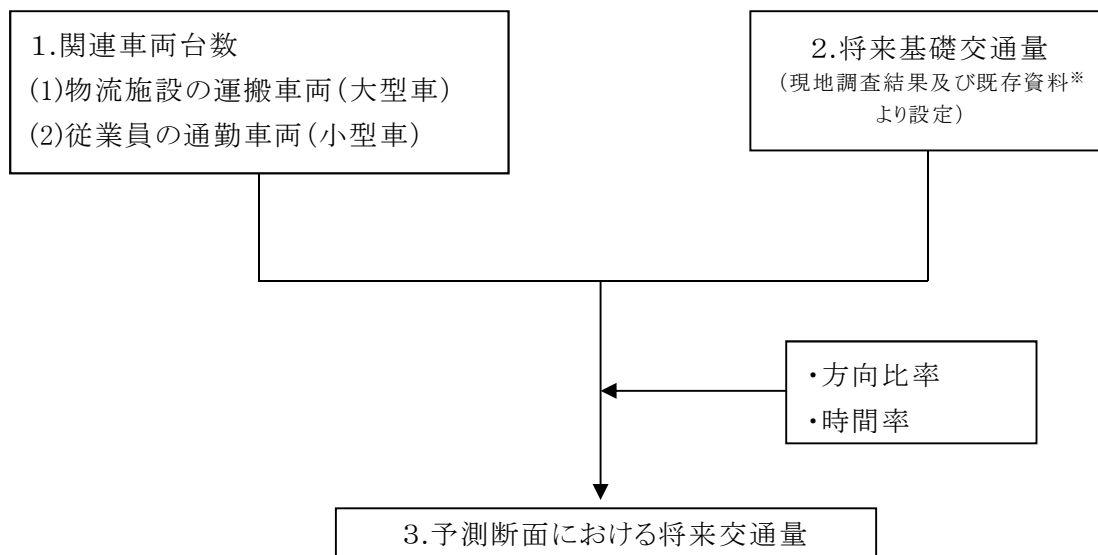 1.関連車両台数
(1)物流施設の運搬車両(大型車)
(2)従業員の通勤車両(小型車)
2.将来基礎交通量
(現地調査結果及び既存資料※
より設定)
・方向比率
・時間率
3.予測断面における将来交通量